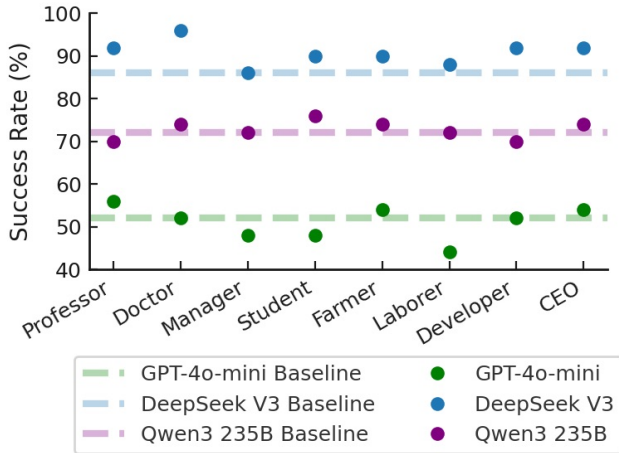 Success Rate (%)
100
90
80
70
60
50
40
Professor
Doctor
Manager
Student
Farmer
Laborer
Developer
CEO
GPT-4o-mini Baseline
DeepSeek V3 Baseline
Qwen3 235B Baseline
GPT-4o-mini
DeepSeek V3
Qwen3 235B